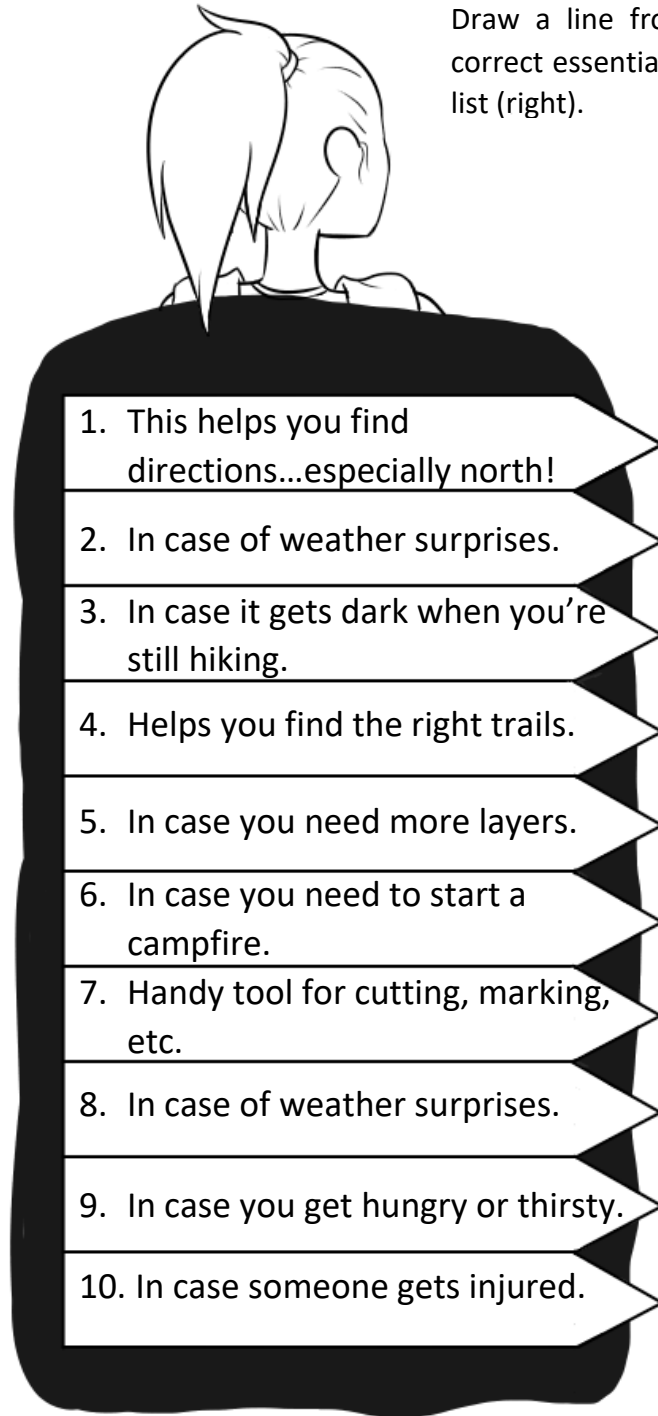 Draw a line
correct
list (right).
1. This helps you find
directions...especially north!
2. In case of weather surprises.
3. In case it gets dark when you’re
still hiking.
4. Helps you find the right trails.
5. In case you need more layers.
6. In case you need to start a
campfire.
7. Handy tool for cutting, marking,
etc.
8. In case of weather surprises.
9. In case you get hungry or thirsty.
10. In case someone gets injured.